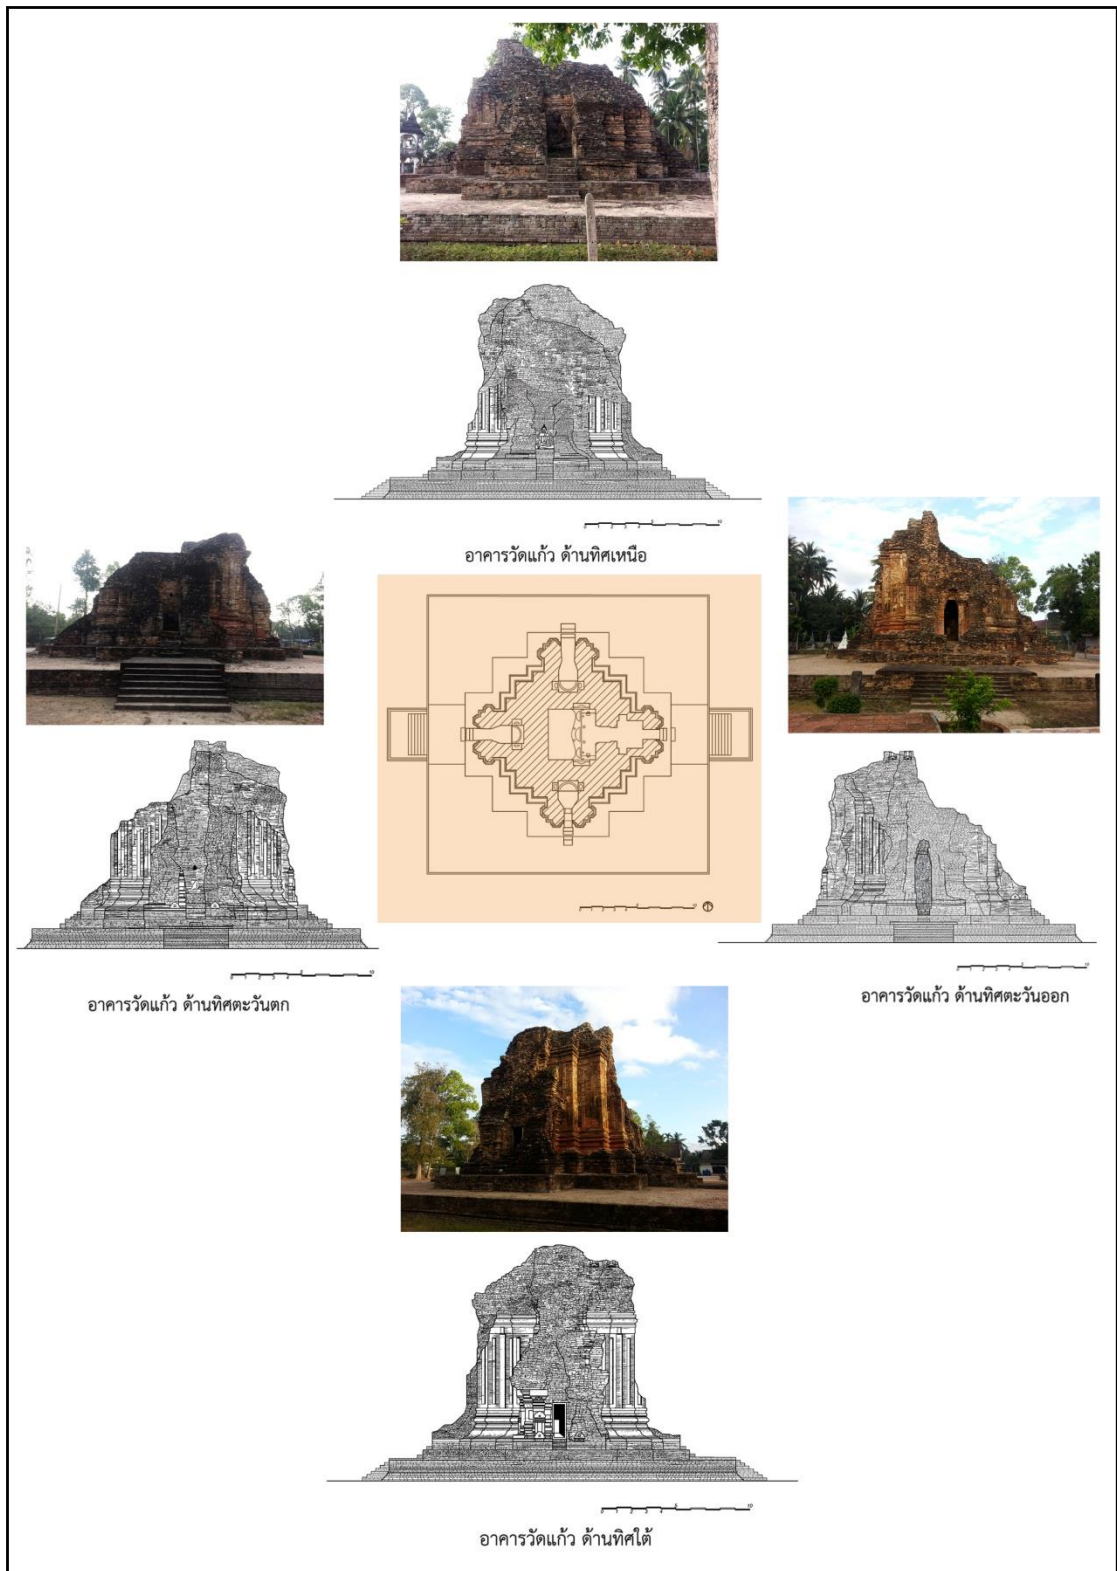 อาคารวัดแก้ว ด้านทิศเหนือ
อาคารวัดแก้ว ด้านทิศตะวันตก
อาคารวัดแก้ว ด้านทิศตะวันออก
อาคารวัดแก้ว ด้านทิศใต้